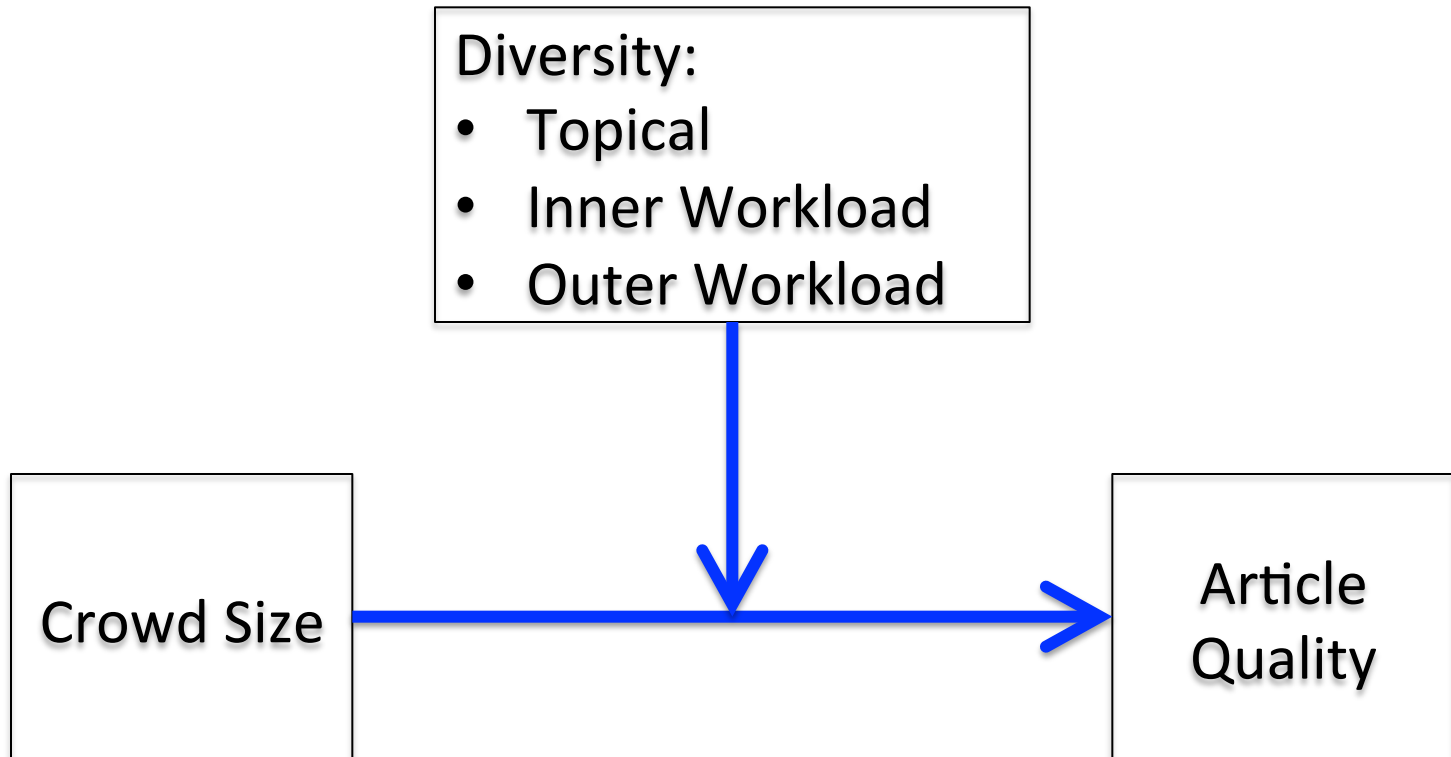 Diversity:
• Topical
• Inner Workload
• Outer Workload
Crowd Size
Article
Quality